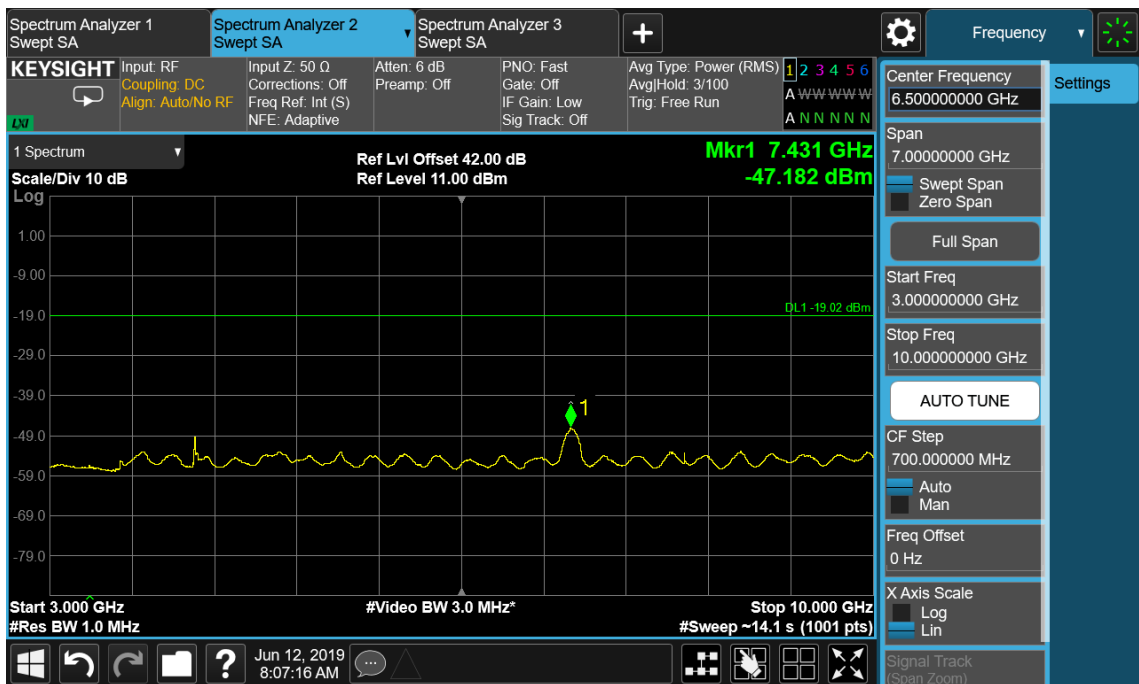 Spectrum Analyzer 1
Swept SA
Spectrum Analyzer 2
Swept SA
Spectrum Analyzer 3
Swept SA
+
Frequency
KEYSIGHT
LXI
Input: RF
Coupling: DC
Align: Auto/No RF
Input Z: 50 Ω
Corrections: Off
Freq Ref: Int (S)
NFE: Adaptive
Atten: 6 dB
Preamp: Off
PNO: Fast
Gate: Off
IF Gain: Low
Sig Track: Off
Avg Type: Power (RMS)
Avg|Hold: 3/100
Trig: Free Run
1 2 3 4 5 6
A W W W W W
A N N N N N
1 Spectrum
Scale/Div 10 dB
Log
Ref Lvl Offset 42.00 dB
Ref Level 11.00 dBm
Mkr1 7.431 GHz
-47.182 dBm
1.00
-9.00
-19.0
-29.0
-39.0
-49.0
-59.0
-69.0
-79.0
DL1 -19.02 dBm
1
Start 3.000 GHz
#Res BW 1.0 MHz
#Video BW 3.0 MHz*
Stop 10.000 GHz
#Sweep ~14.1 s (1001 pts)
Center Frequency
6.500000000 GHz
Span
7.00000000 GHz
Swept Span
Zero Span
Full Span
Start Freq
3.000000000 GHz
Stop Freq
10.000000000 GHz
AUTO TUNE
CF Step
700.000000 MHz
Auto
Man
Freq Offset
0 Hz
X Axis Scale
Log
Lin
Signal Track
(Span Zoom)
Settings
?
Jun 12, 2019
8:07:16 AM